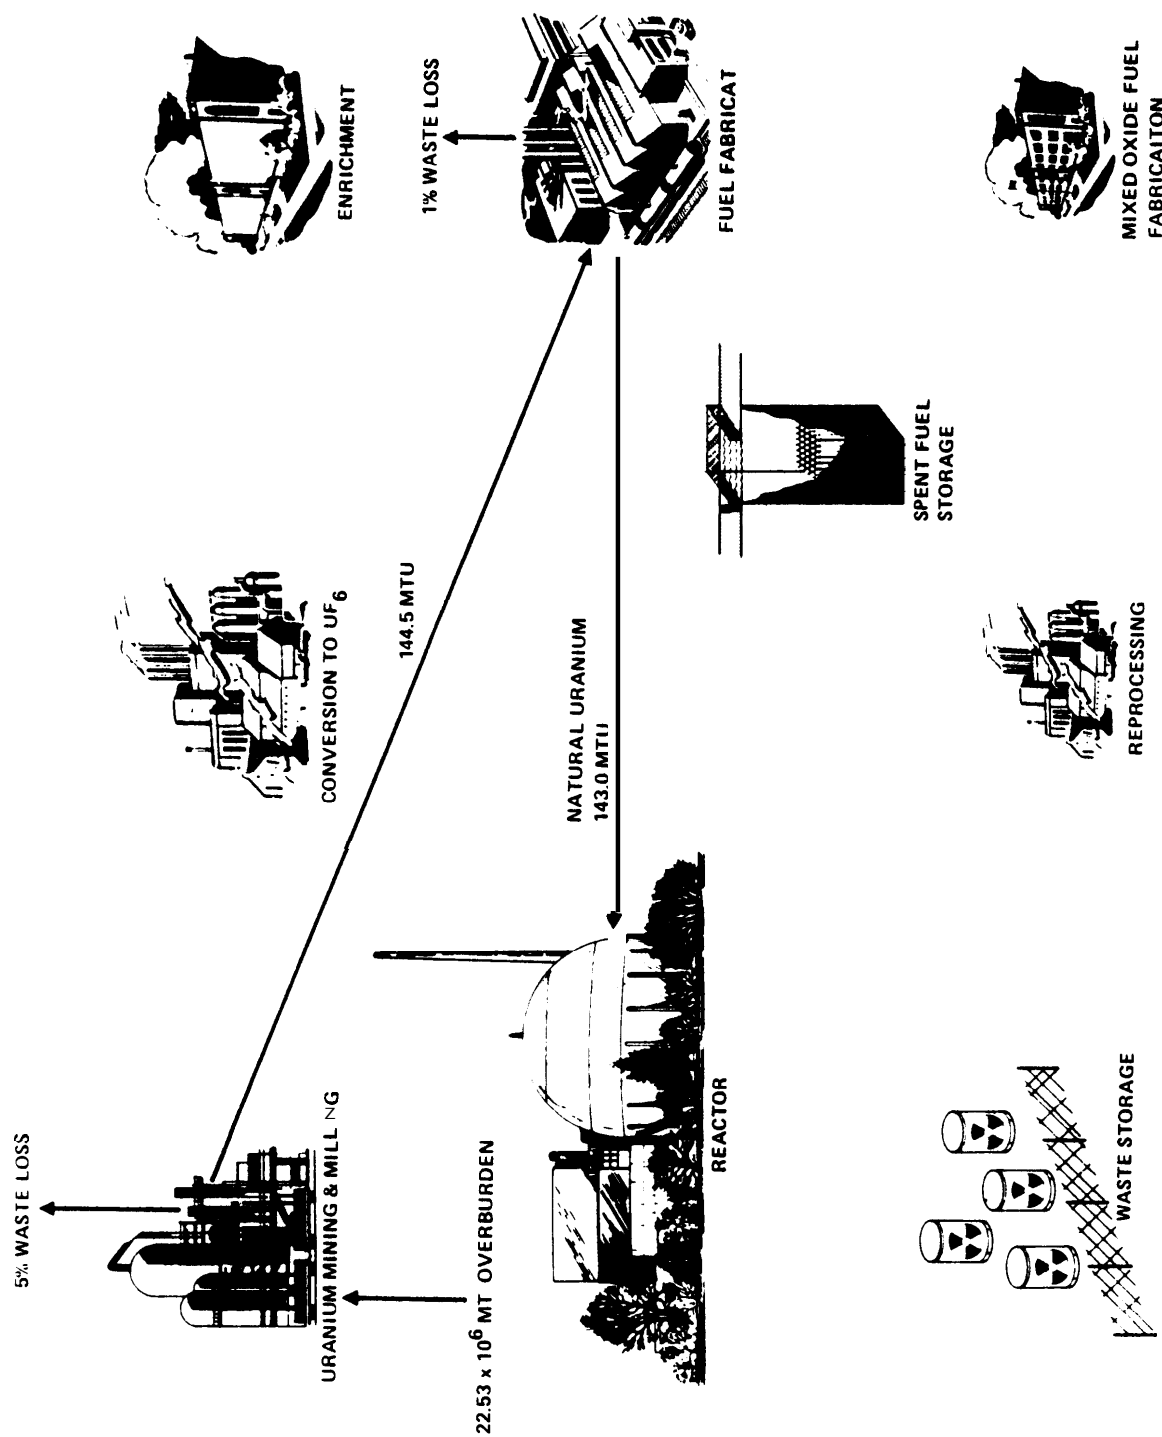 5% WASTE LOSS
URANIUM MINING & MILL NG
CONVERSION TO UF₆
ENRICHMENT
144.5 MTU
1% WASTE LOSS
22.53 x 10⁶ MT OVERBURDEN
NATURAL URANIUM
143.0 MTU
REACTOR
FUEL FABRICAT
SPENT FUEL
STORAGE
WASTE STORAGE
REPROCESSING
MIXED OXIDE FUEL
FABRICAITON